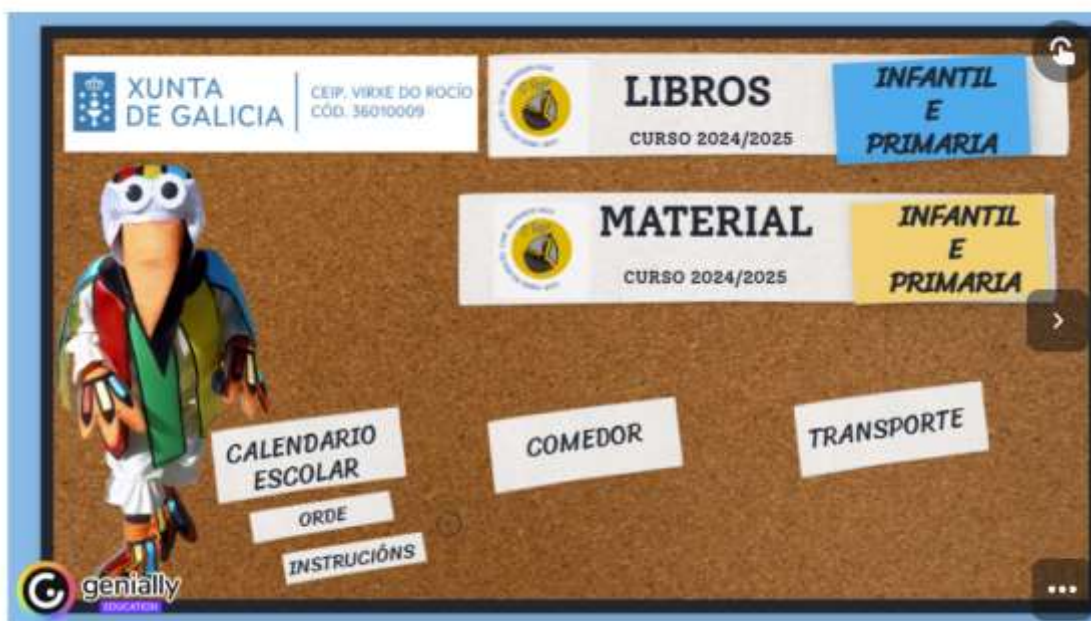 XUNTA
DE GALICIA
CEIP. VIRXE DO ROCÍO
CÓD. 36010009
LIBROS
CURSO 2024/2025
INFANTIL
E
PRIMARIA
MATERIAL
CURSO 2024/2025
INFANTIL
E
PRIMARIA
CALENDARIO
ESCOLAR
ORDE
INSTRUCIÓNS
COMEDOR
TRANSPORTE
genially
EDUCATION